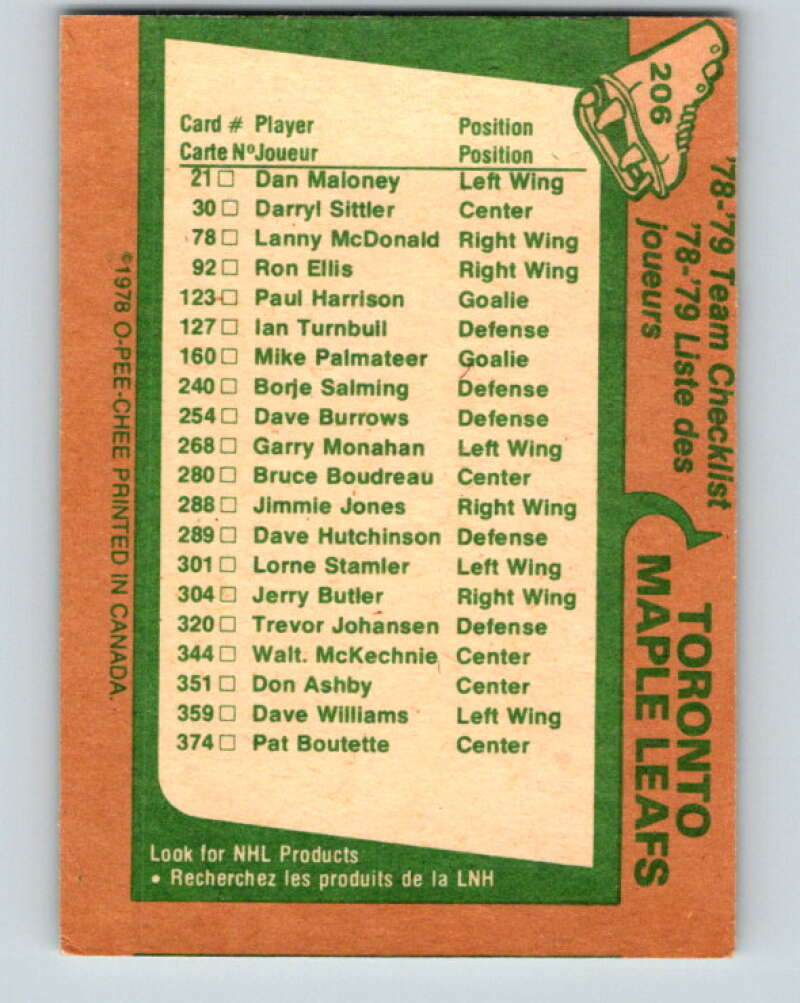 206
'78-'79 Team Checklist
'78-'79 Liste des
joueurs
TORONTO
MAPLE LEAFS
Card # Player Position
Carte Nº Joueur Position
21 □ Dan Maloney Left Wing
30 □ Darryl Sittler Center
78 □ Lanny McDonald Right Wing
92 □ Ron Ellis Right Wing
123 □ Paul Harrison Goalie
127 □ Ian Turnbull Defense
160 □ Mike Palmateer Goalie
240 □ Borje Salming Defense
254 □ Dave Burrows Defense
268 □ Garry Monahan Left Wing
280 □ Bruce Boudreau Center
288 □ Jimmie Jones Right Wing
289 □ Dave Hutchinson Defense
301 □ Lorne Stamler Left Wing
304 □ Jerry Butler Right Wing
320 □ Trevor Johansen Defense
344 □ Walt. McKechnie Center
351 □ Don Ashby Center
359 □ Dave Williams Left Wing
374 □ Pat Boutette Center
Look for NHL Products
• Recherchez les produits de la LNH
©1978 O-PEE-CHEE PRINTED IN CANADA.